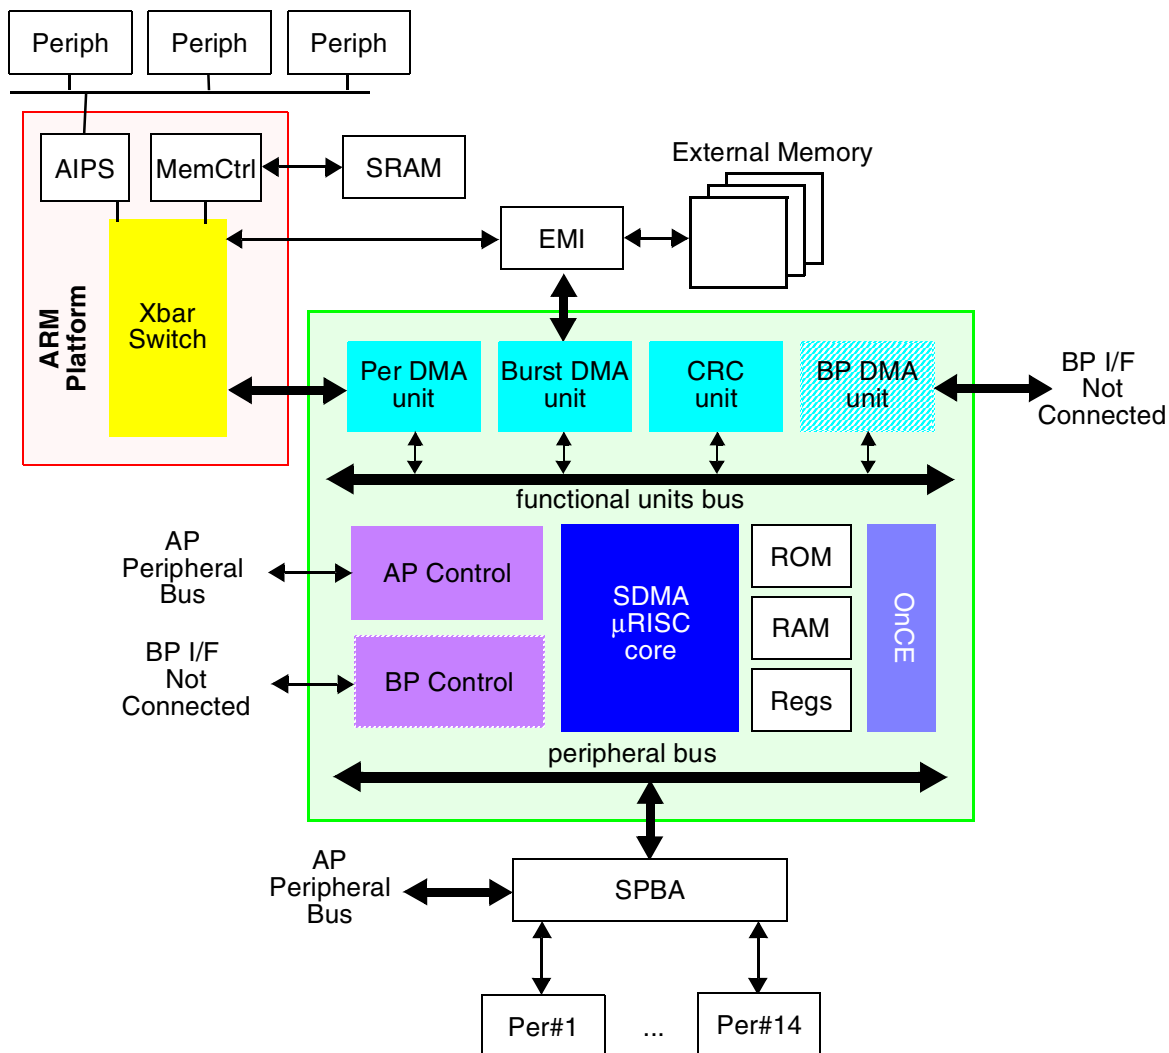 Periph
Periph
Periph
AIPS
MemCtrl
SRAM
External Memory
EMI
ARM
Platform
Xbar
Switch
Per DMA
unit
Burst DMA
unit
CRC
unit
BP DMA
unit
BP I/F
Not
Connected
functional units bus
AP
Peripheral
Bus
AP Control
SDMA
μRISC
core
ROM
RAM
Regs
OnCE
BP I/F
Not
Connected
BP Control
peripheral bus
AP
Peripheral
Bus
SPBA
Per#1
...
Per#14